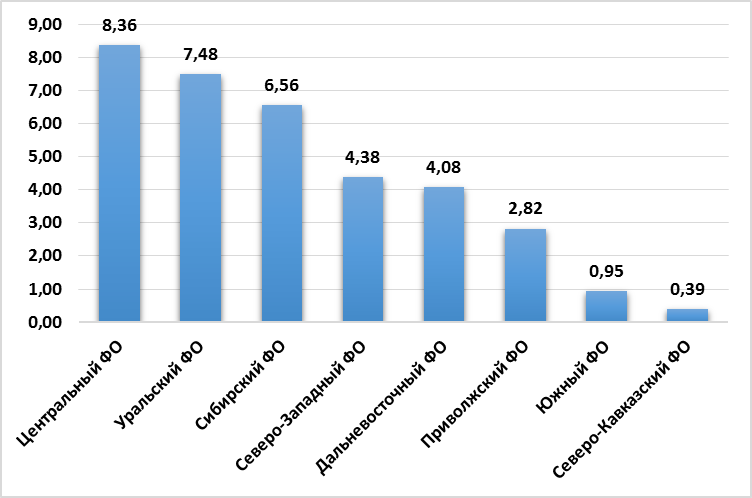 9,00
8,00
7,00
6,00
5,00
4,00
3,00
2,00
1,00
0,00
8,36
7,48
6,56
4,38
4,08
2,82
0,95
0,39
Центральный ФО
Уральский ФО
Сибирский ФО
Северо-Западный ФО
Дальневосточный ФО
Приволжский ФО
Южный ФО
Северо-Кавказский ФО